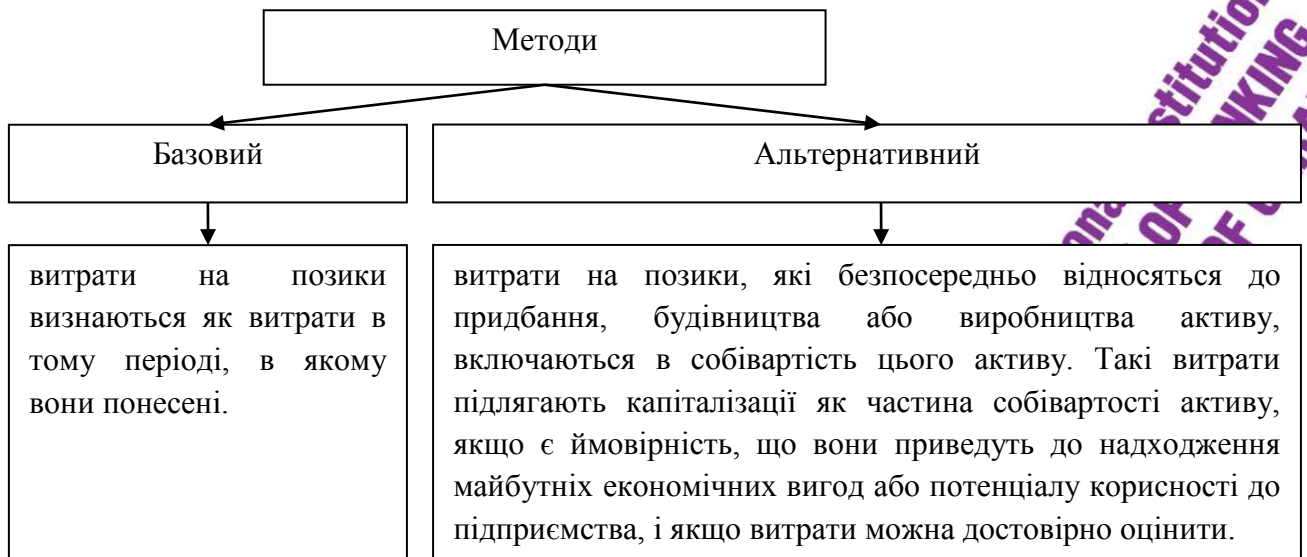 Методи
Базовий
Альтернативний
витрати на позики
визнаються як витрати в
тому періоді, в якому
вони понесені.
витрати на позики, які безпосередньо відносяться до
придбання, будівництва або виробництва активу,
включаються в собівартість цього активу. Такі витрати
підлягають капіталізації як частина собівартості активу,
якщо є ймовірність, що вони приведуть до надходження
майбутніх економічних вигод або потенціалу корисності до
підприємства, і якщо витрати можна достовірно оцінити.